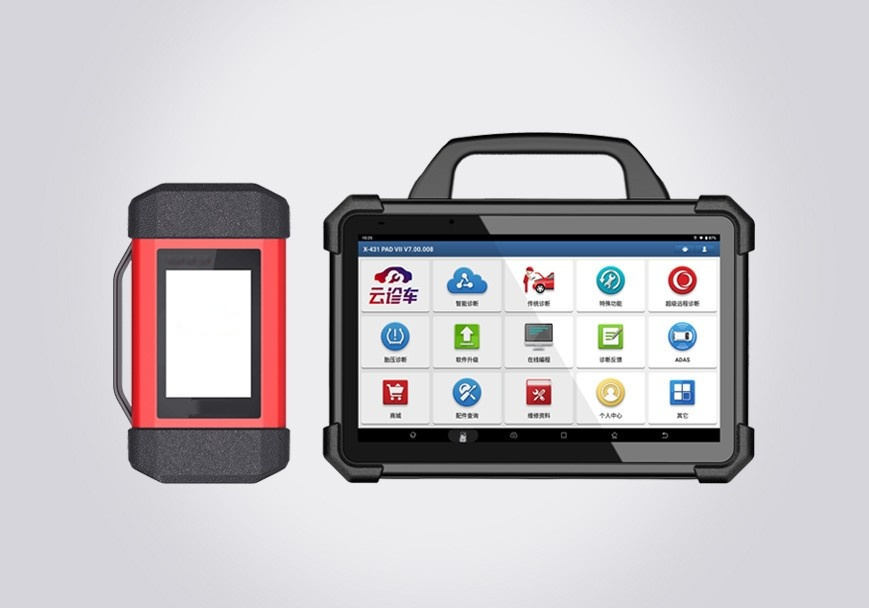 10:26
87%
X-431 PAD VII V7.00.008
云诊车
智能诊断
传统诊断
特殊功能
超级远程诊断
胎压诊断
软件升级
在线编程
诊断反馈
ADAS
商城
配件查询
维修资料
个人中心
其它